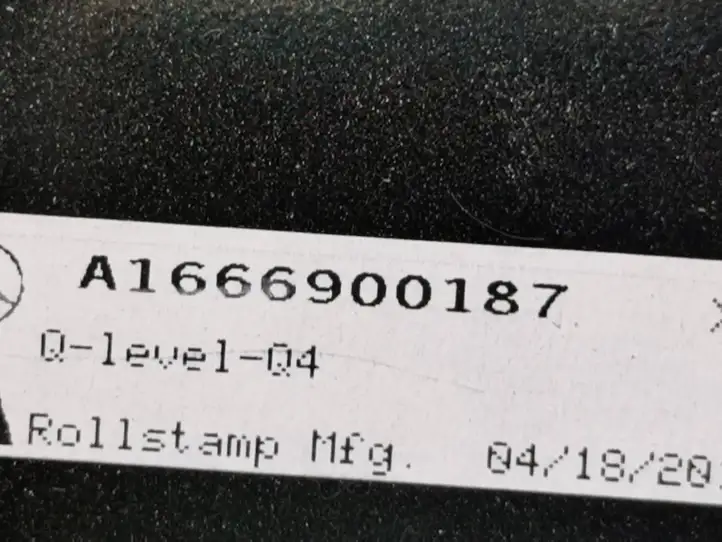 A1666900187
Q-level-Q4
Rollstamp Mfg. 04/18/20